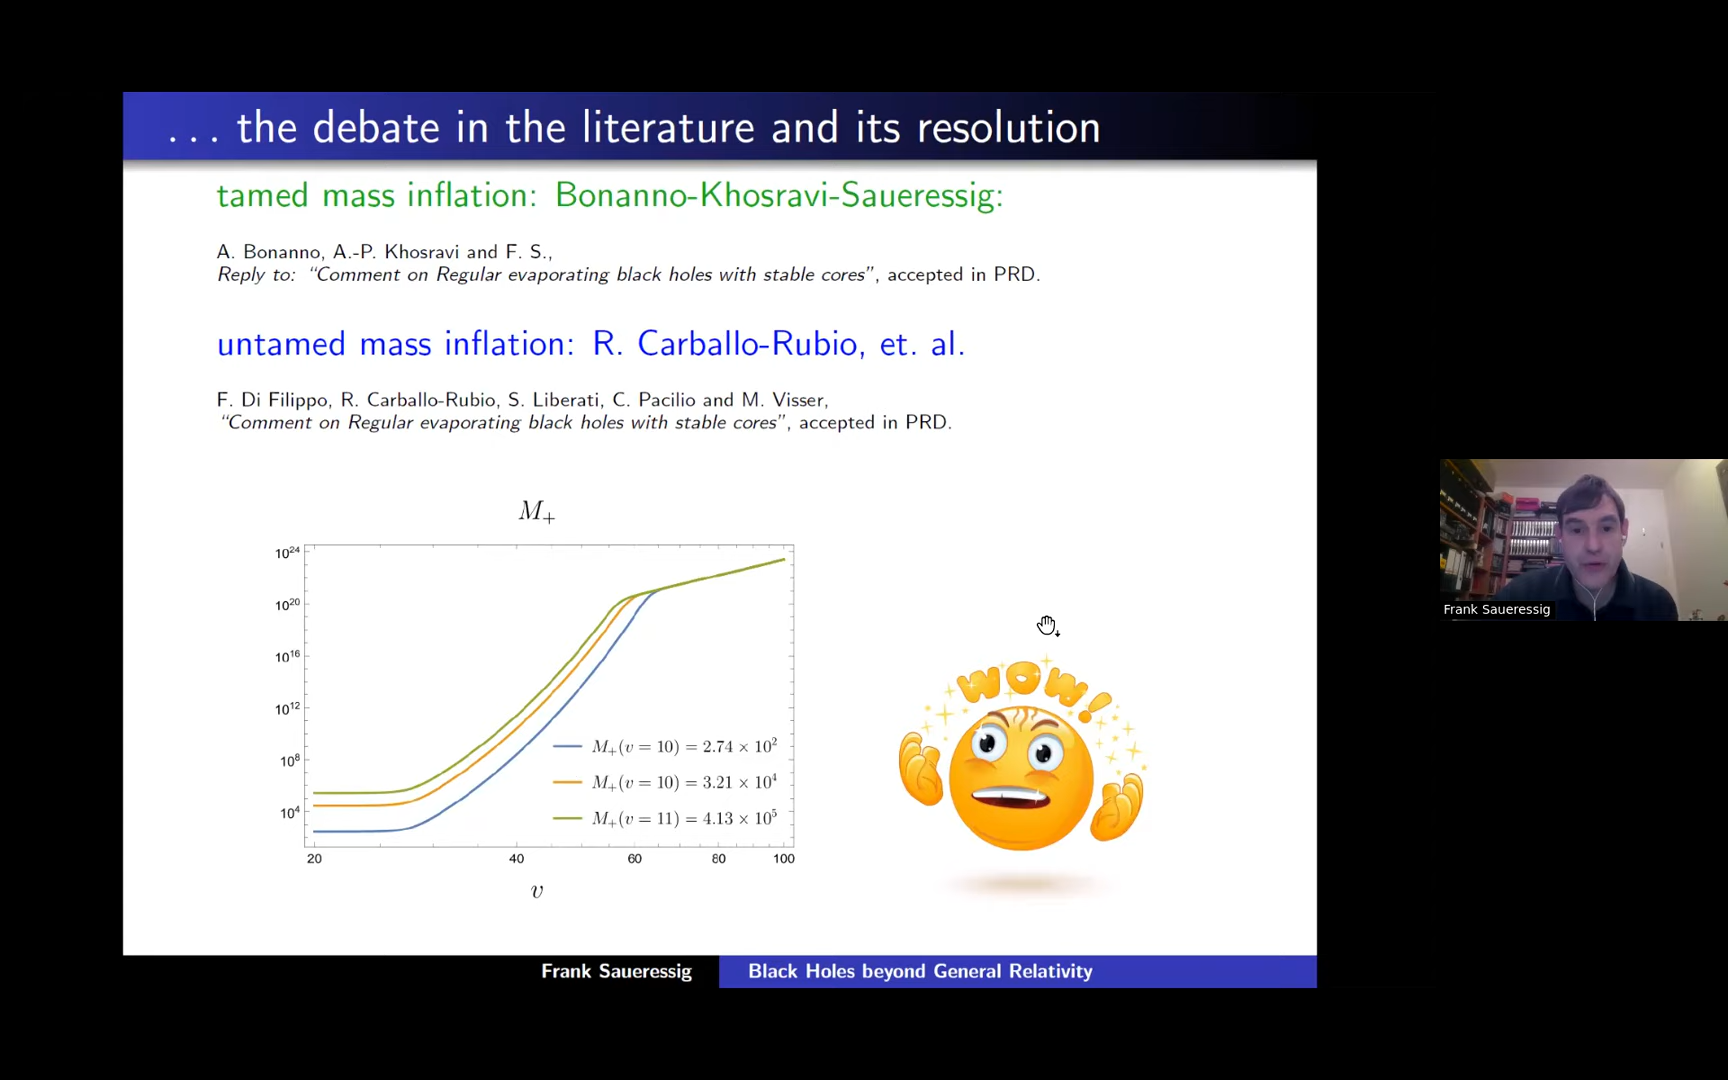 . . . the debate in the literature and its resolution
tamed mass inflation: Bonanno-Khosravi-Saueressig:
A. Bonanno, A.-P. Khosravi and F. S.,
Reply to: “Comment on Regular evaporating black holes with stable cores”, accepted in PRD.
untamed mass inflation: R. Carballo-Rubio, et. al.
F. Di Filippo, R. Carballo-Rubio, S. Liberati, C. Pacilio and M. Visser,
“Comment on Regular evaporating black holes with stable cores”, accepted in PRD.
M₊
10²⁴
10²⁰
10¹⁶
10¹²
10⁸
10⁴
M₊(v = 10) = 2.74 × 10²
M₊(v = 10) = 3.21 × 10⁴
M₊(v = 11) = 4.13 × 10⁵
20 40 60 80 100
v
WOW!
Frank Saueressig
Frank Saueressig Black Holes beyond General Relativity